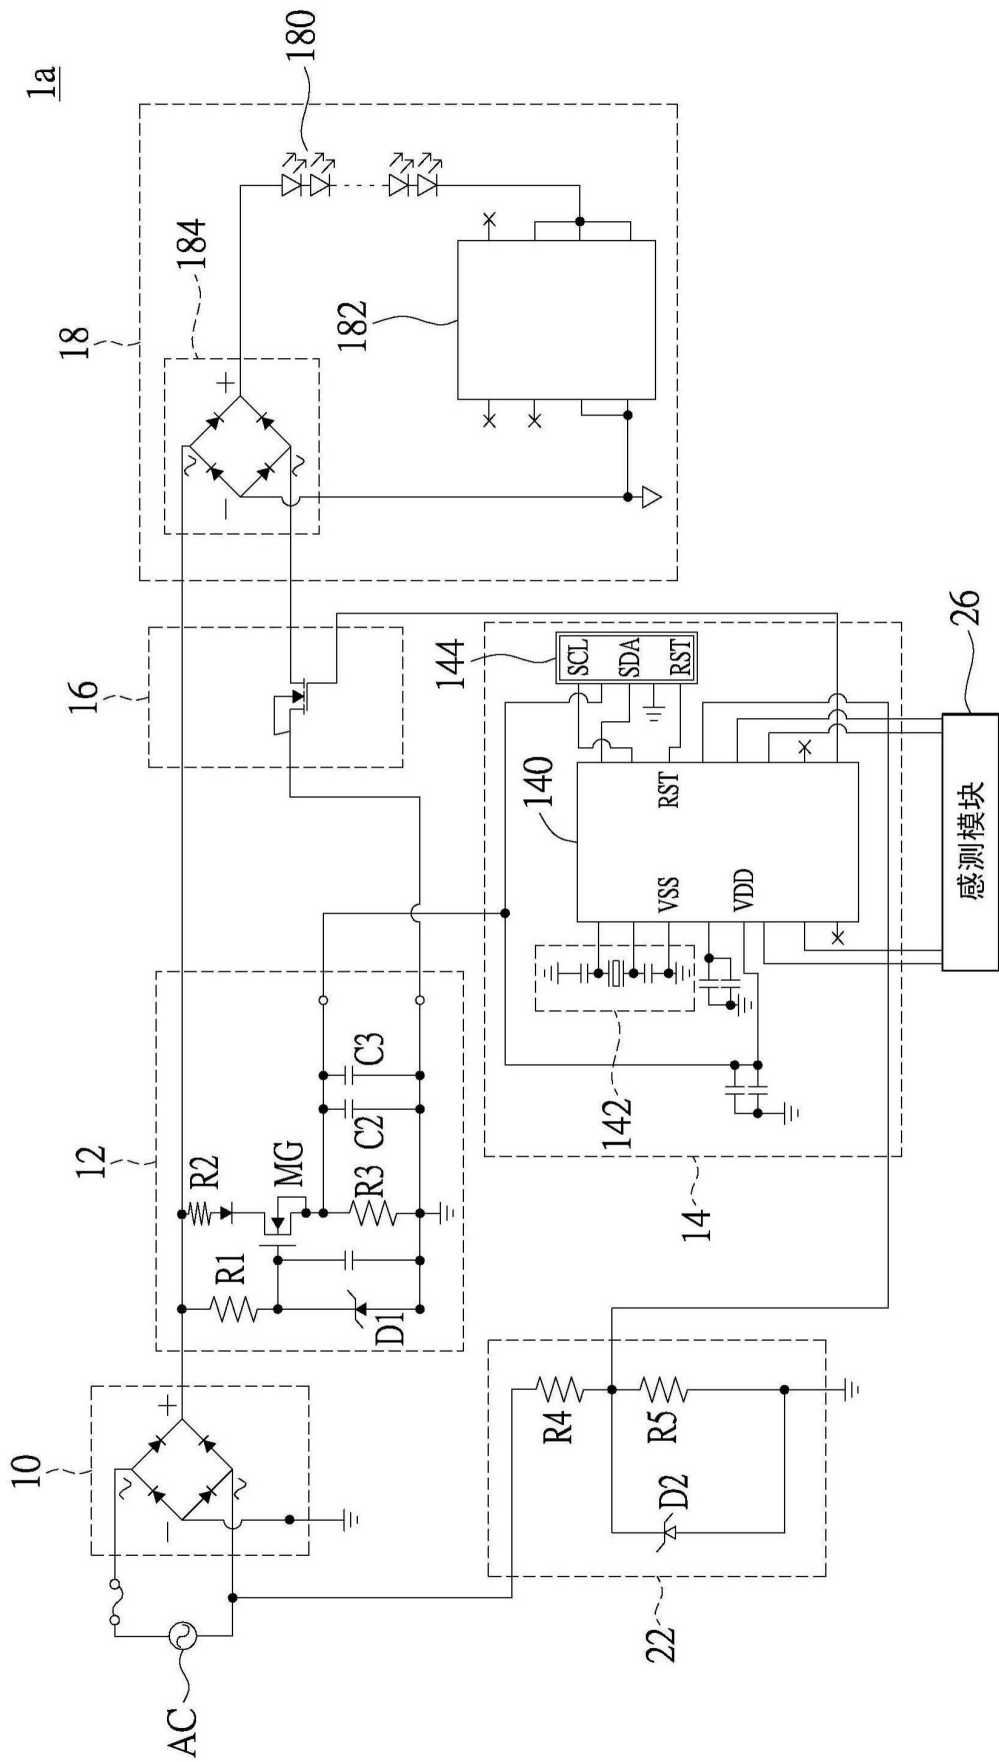 1a
AC
10
12
R1
R2
MG
R3
C2
C3
D1
16
18
184
180
182
22
R4
R5
D2
14
142
140
VSS
VDD
RST
144
SCL
SDA
RST
26
感测模块